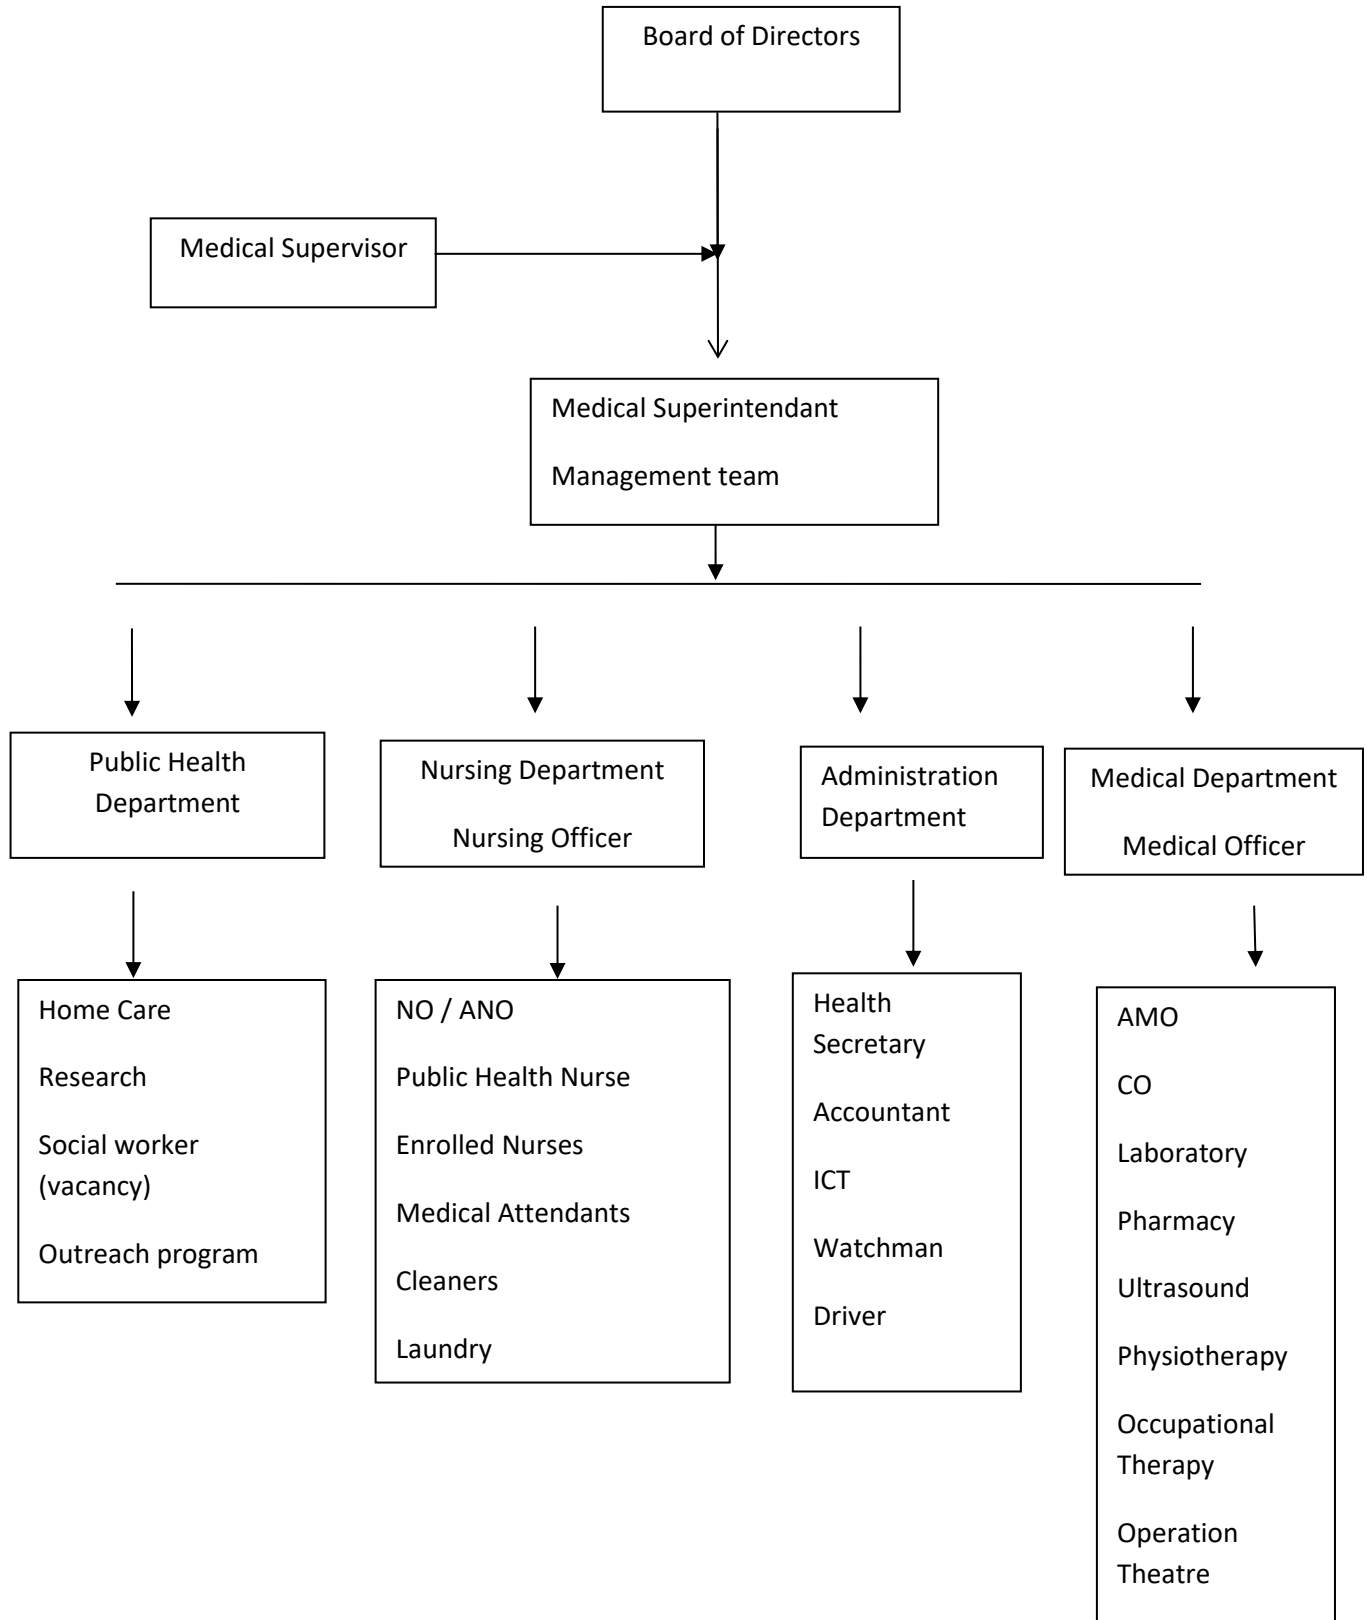 Board of Directors
Medical Supervisor
Medical Superintendant
Management team
Public Health
Department
Nursing Department
Nursing Officer
Administration
Department
Medical Department
Medical Officer
Home Care
Research
Social worker
(vacancy)
Outreach program
NO / ANO
Public Health Nurse
Enrolled Nurses
Medical Attendants
Cleaners
Laundry
Health
Secretary
Accountant
ICT
Watchman
Driver
AMO
CO
Laboratory
Pharmacy
Ultrasound
Physiotherapy
Occupational
Therapy
Operation
Theatre